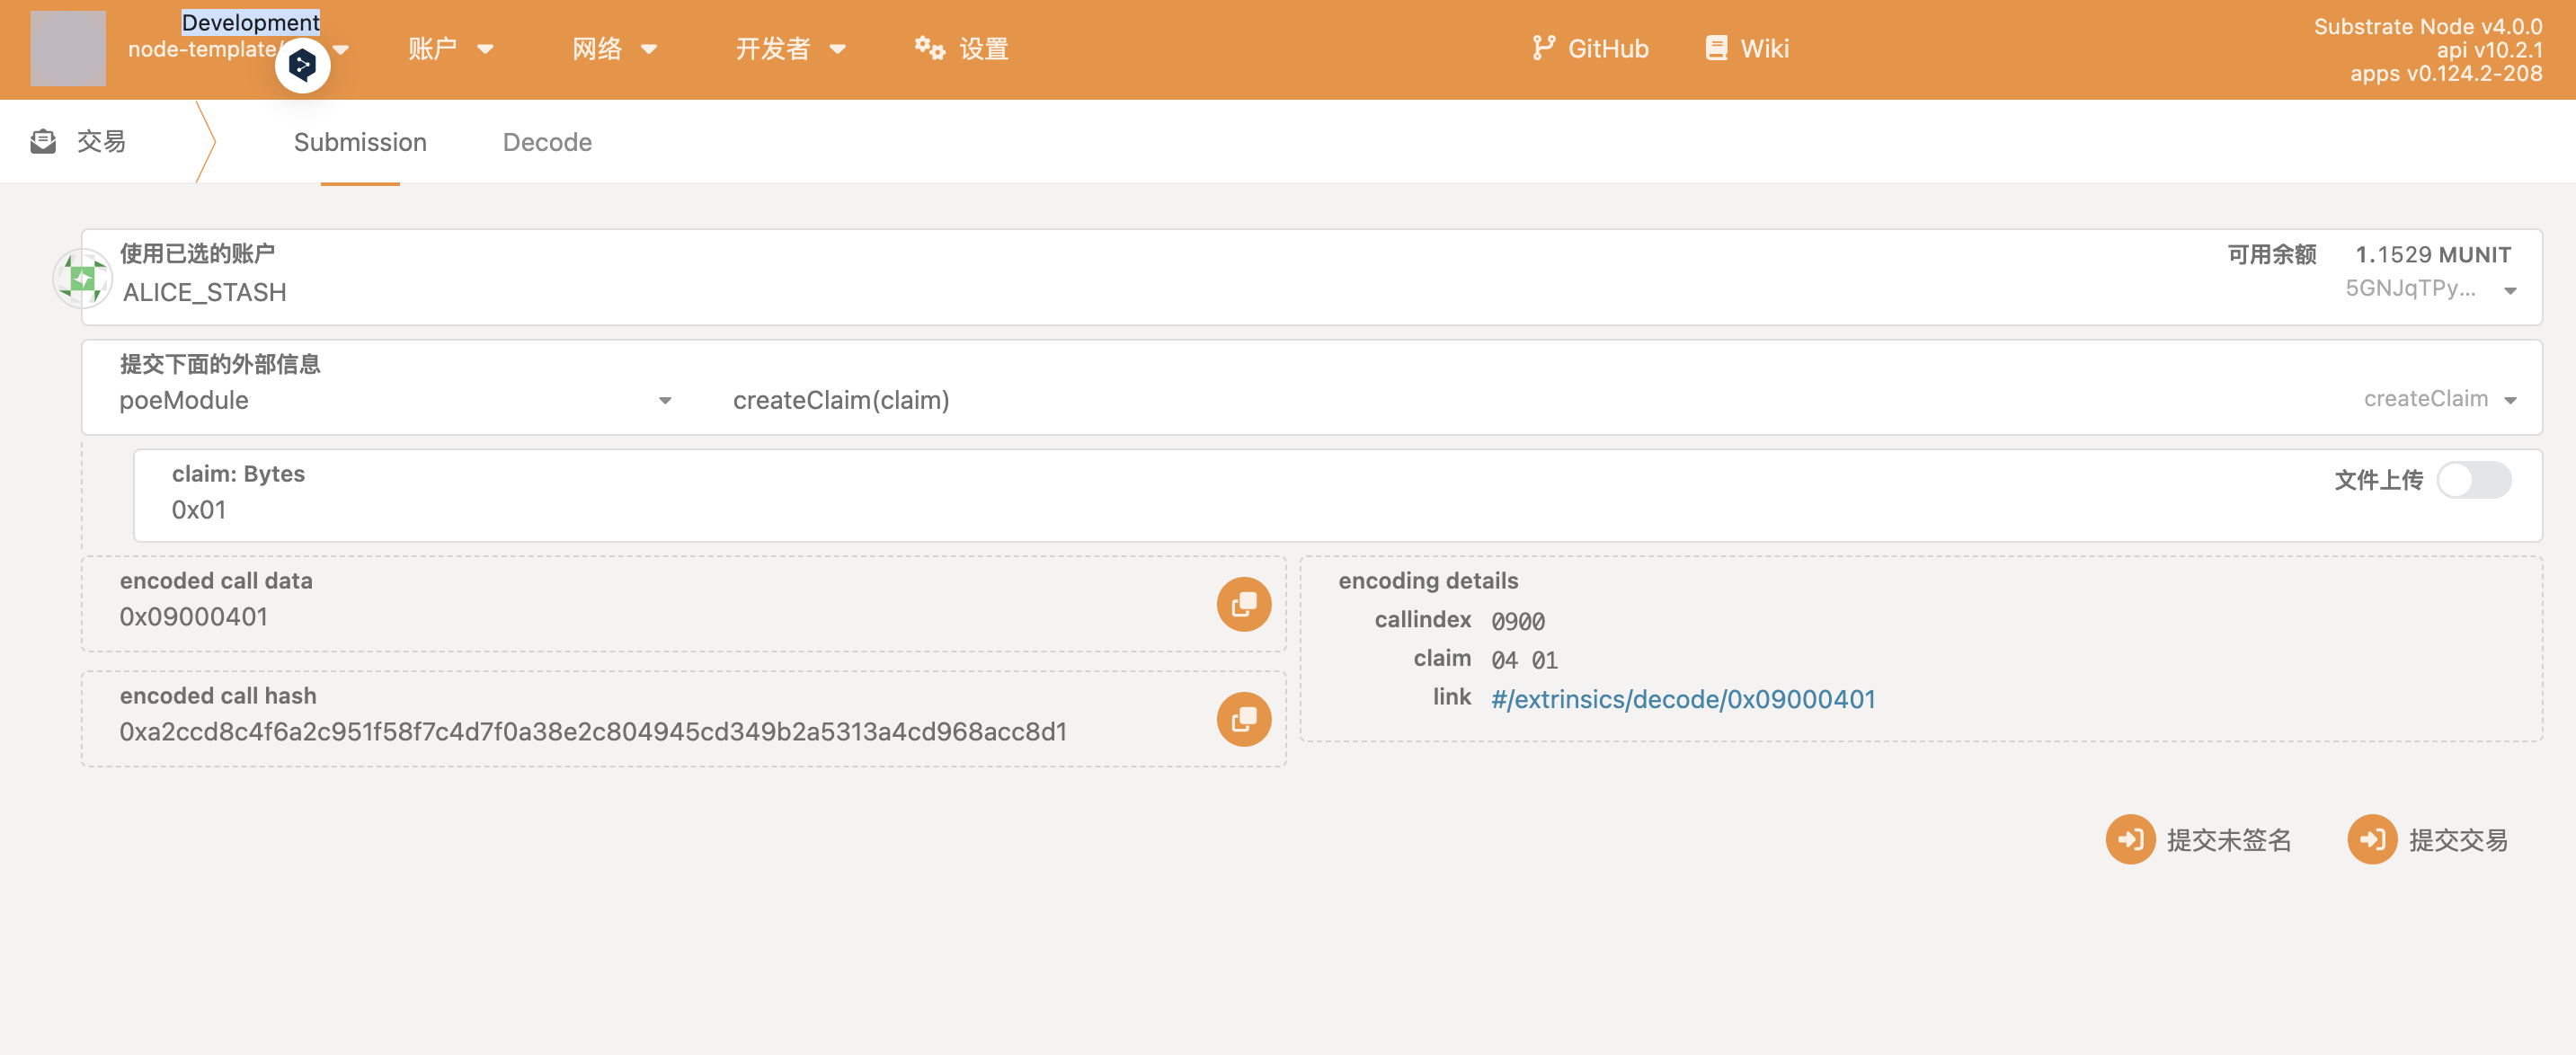 Development
node-template/
账户
网络
开发者
设置
GitHub
Wiki
Substrate Node v4.0.0
api v10.2.1
apps v0.124.2-208
交易
Submission
Decode
使用已选的账户
ALICE_STASH
可用余额 1.1529 MUNIT
5GNJqTPy...
提交下面的外部信息
poeModule
createClaim(claim)
createClaim
claim: Bytes
0x01
文件上传
encoded call data
0x09000401
encoded call hash
0xa2ccd8c4f6a2c951f58f7c4d7f0a38e2c804945cd349b2a5313a4cd968acc8d1
encoding details
callindex 0900
claim 04 01
link #/extrinsics/decode/0x09000401
提交未签名
提交交易